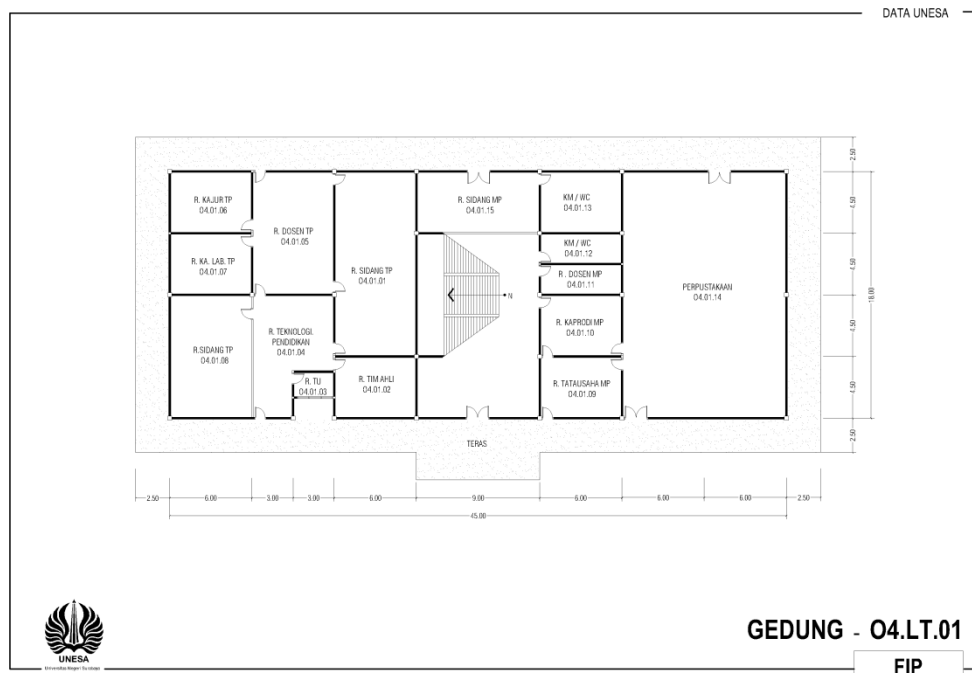 DATA UNESA
2.50
R. KAJUR TP
04.01.06
R. DOSEN TP
04.01.05
R. SIDANG MP
04.01.15
KM / WC
04.01.13
4.50
R. KA. LAB. TP
04.01.07
R. SIDANG TP
04.01.01
KM / WC
04.01.12
R . DOSEN MP
04.01.11
PERPUSTAKAAN
04.01.14
4.50
18.00
N
R.SIDANG TP
04.01.08
R. TEKNOLOGI.
PENDIDIKAN
04.01.04
R. KAPRODI MP
04.01.10
4.50
R. TU
04.01.03
R. TIM AHLI
04.01.02
R. TATAUSAHA MP
04.01.09
4.50
TERAS
2.50
2.50
6.00
3.00
3.00
6.00
9.00
6.00
6.00
6.00
2.50
45.00
UNESA
Universitas Negeri Surabaya
GEDUNG - O4.LT.01
FIP